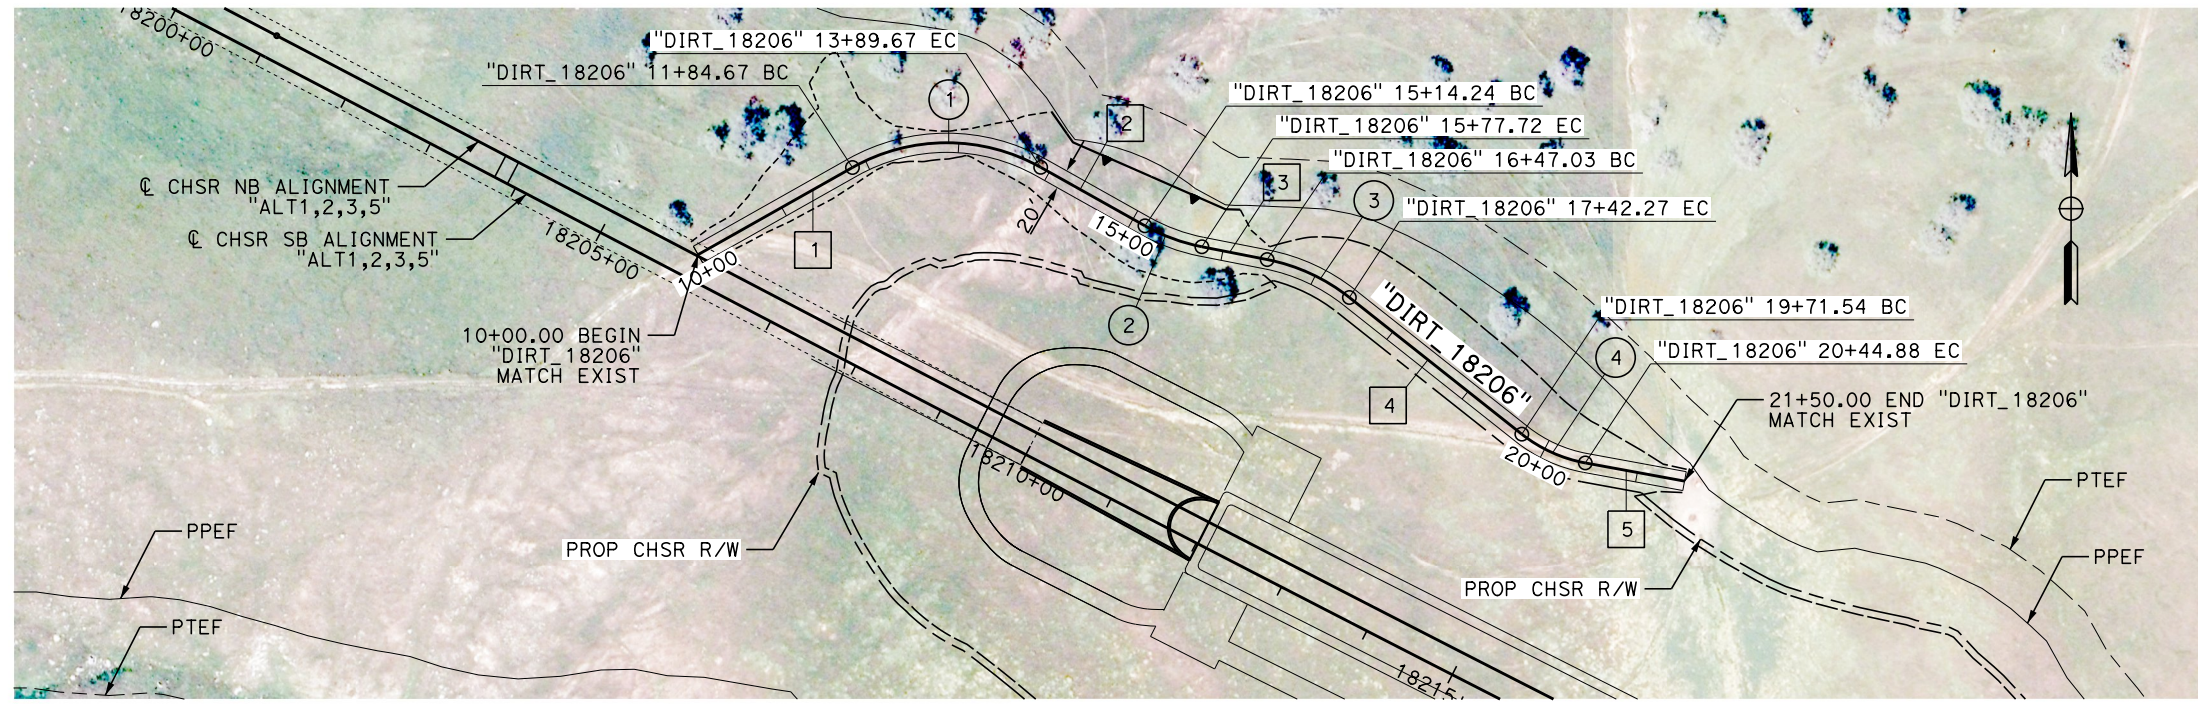 18200+00
"DIRT_18206" 13+89.67 EC
"DIRT_18206" 11+84.67 BC
1
2
"DIRT_18206" 15+14.24 BC
"DIRT_18206" 15+77.72 EC
"DIRT_18206" 16+47.03 BC
3
3
"DIRT_18206" 17+42.27 EC
℄ CHSR NB ALIGNMENT
"ALT1,2,3,5"
℄ CHSR SB ALIGNMENT
"ALT1,2,3,5"
18205+00
10+00
1
20'
15+00
2
"DIRT_18206"
10+00.00 BEGIN
"DIRT_18206"
MATCH EXIST
"DIRT_18206" 19+71.54 BC
4
"DIRT_18206" 20+44.88 EC
4
21+50.00 END "DIRT_18206"
MATCH EXIST
20+00
18210+00
5
PTEF
PPEF
PROP CHSR R/W
PPEF
PROP CHSR R/W
PTEF
18215+